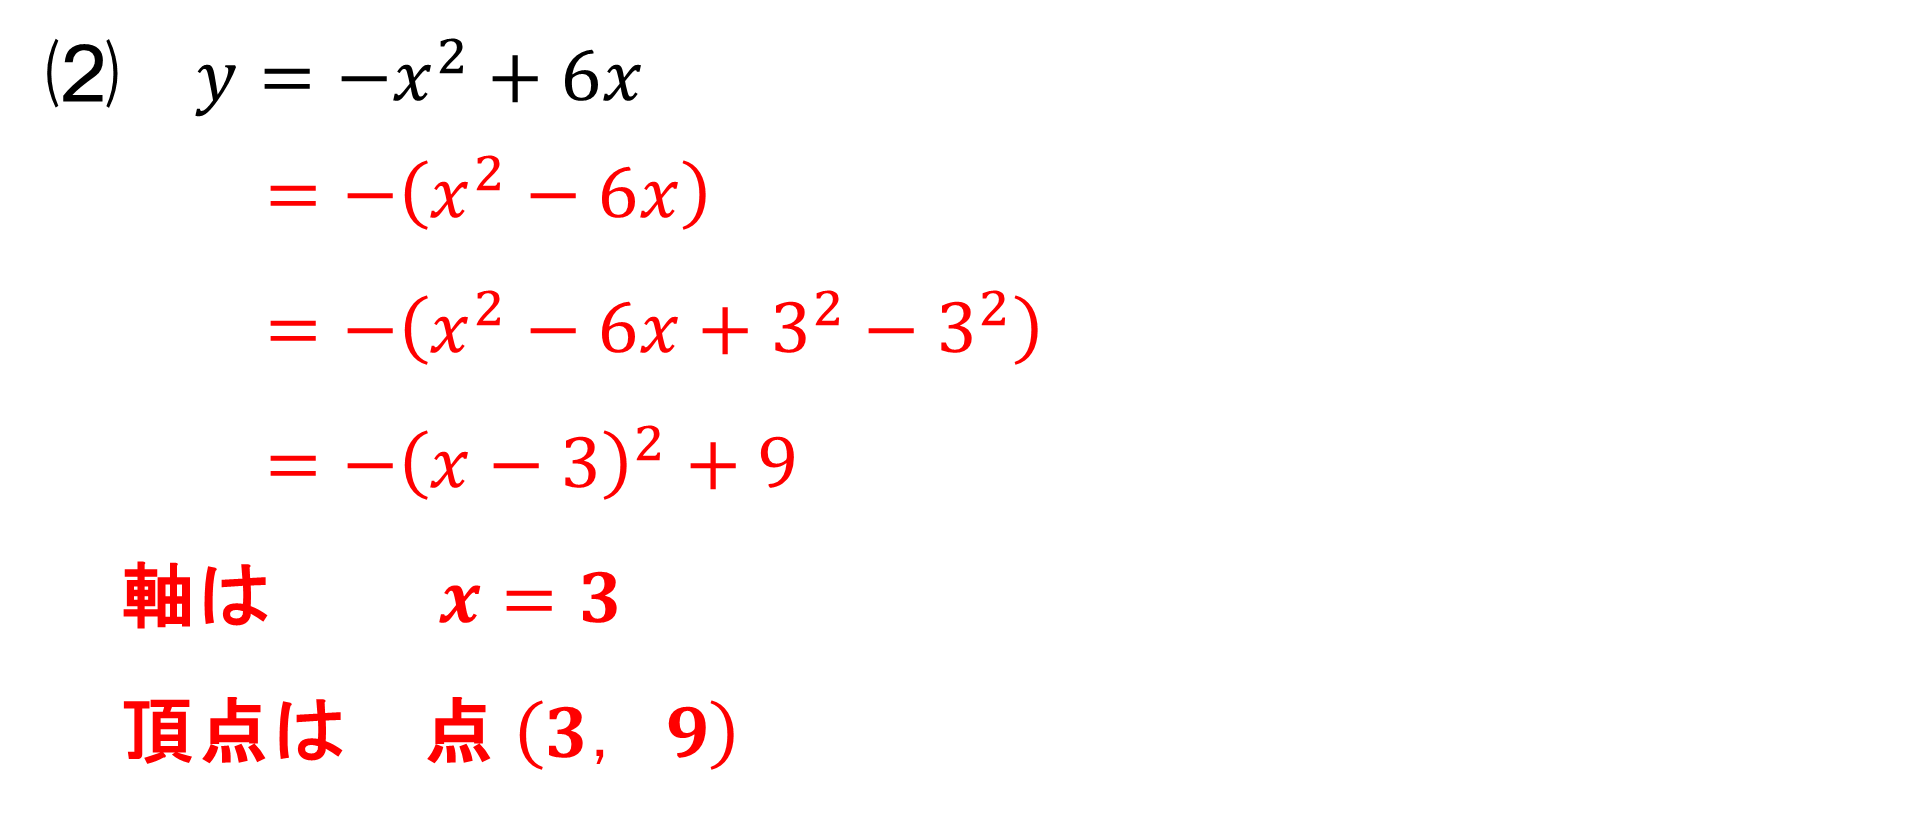 ⑵ y = −x² + 6x
= −(x² − 6x)
= −(x² − 6x + 3² − 3²)
= −(x − 3)² + 9
軸は x = 3
頂点は 点 (3, 9)